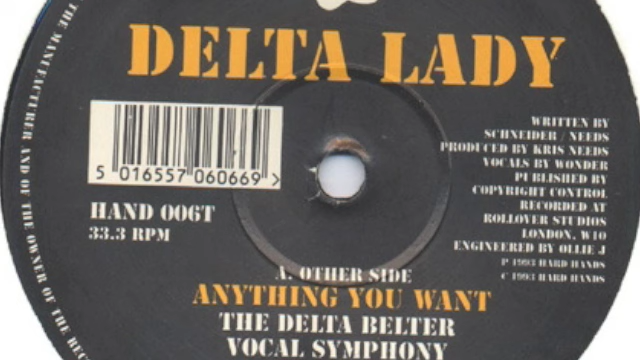 DELTA LADY
5 016557 060669 >
HAND 006T
33.3 RPM
WRITTEN BY
SCHNEIDER / NEEDS
PRODUCED BY KRIS NEEDS
VOCALS BY WONDER
PUBLISHED BY
COPYRIGHT CONTROL
RECORDED AT
ROLLOVER STUDIOS
LONDON, W10
ENGINEERED BY OLLIE J
P 1993 HARD HANDS
C 1993 HARD HANDS
A. OTHER SIDE
ANYTHING YOU WANT
THE DELTA BELTER
VOCAL SYMPHONY
THE MANUFACTURER AND OF THE OWNER OF THE REC